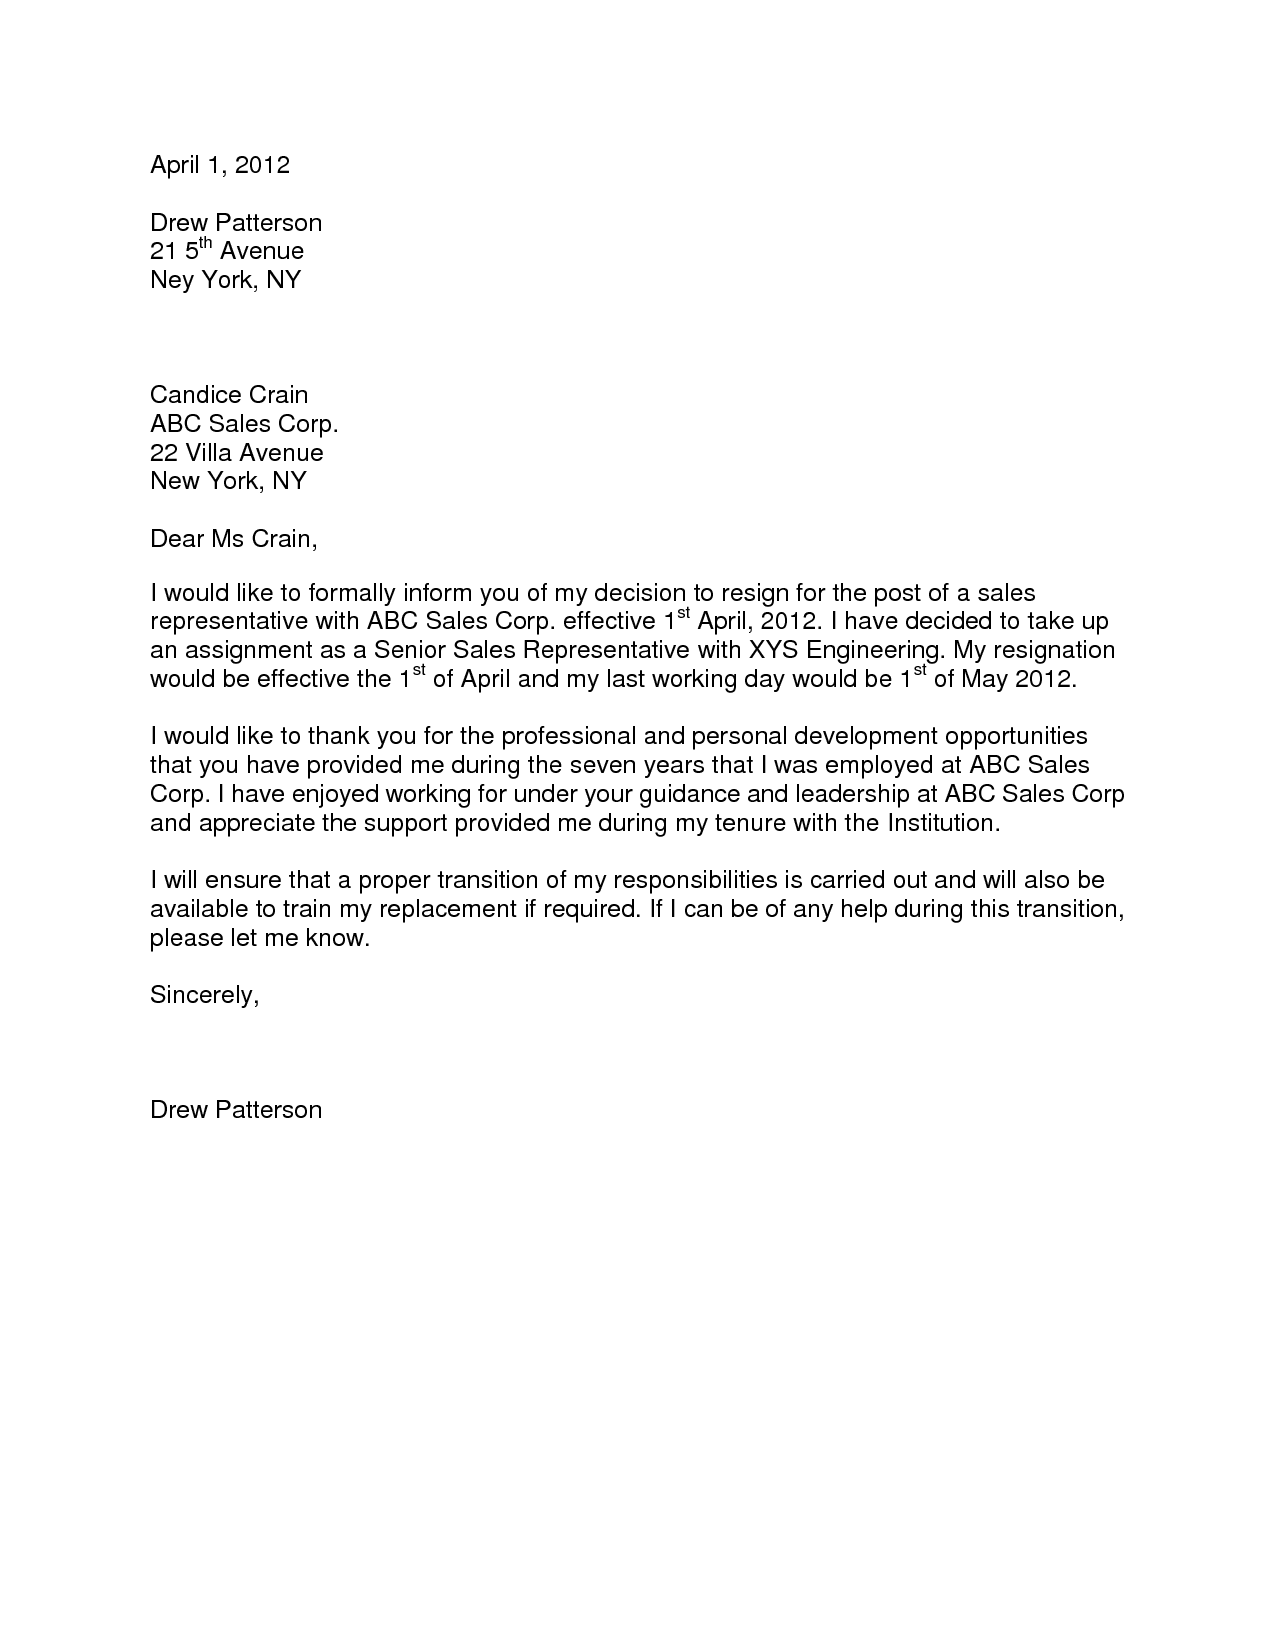 April 1, 2012
Drew Patterson
21 5th Avenue
Ney York, NY
Candice Crain
ABC Sales Corp.
22 Villa Avenue
New York, NY
Dear Ms Crain,
I would like to formally inform you of my decision to resign for the post of a sales
representative with ABC Sales Corp. effective 1st April, 2012. I have decided to take up
an assignment as a Senior Sales Representative with XYS Engineering. My resignation
would be effective the 1st of April and my last working day would be 1st of May 2012.
I would like to thank you for the professional and personal development opportunities
that you have provided me during the seven years that I was employed at ABC Sales
Corp. I have enjoyed working for under your guidance and leadership at ABC Sales Corp
and appreciate the support provided me during my tenure with the Institution.
I will ensure that a proper transition of my responsibilities is carried out and will also be
available to train my replacement if required. If I can be of any help during this transition,
please let me know.
Sincerely,
Drew Patterson